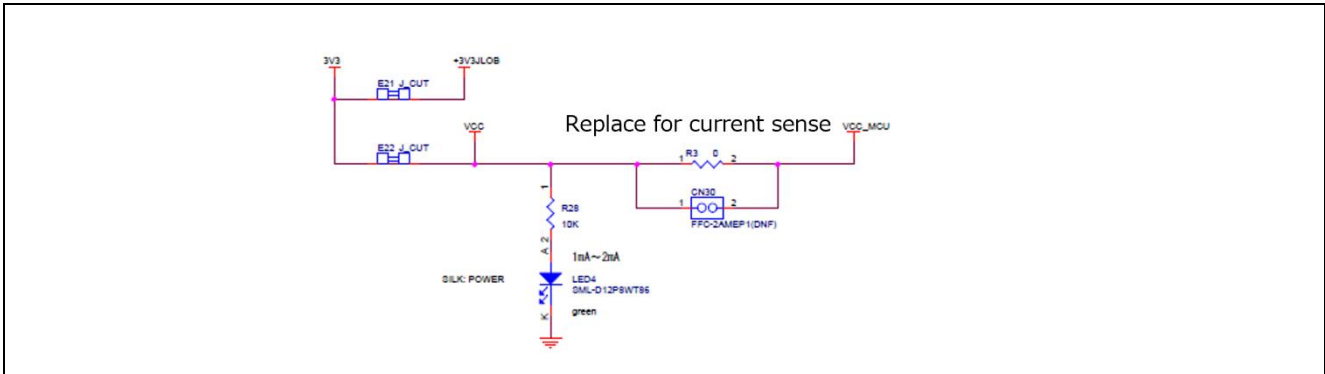 3V3
+3V3JLOB
E21 J_CUT
Replace for current sense
VCC
VCC_MCU
E22 J_CUT
1
R3
0
2
CN30
1
2
FFC-2AMEP1(DNF)
1
R28
10K
2
A
1mA～2mA
SILK: POWER
LED4
SML-D12P8WT86
green
K